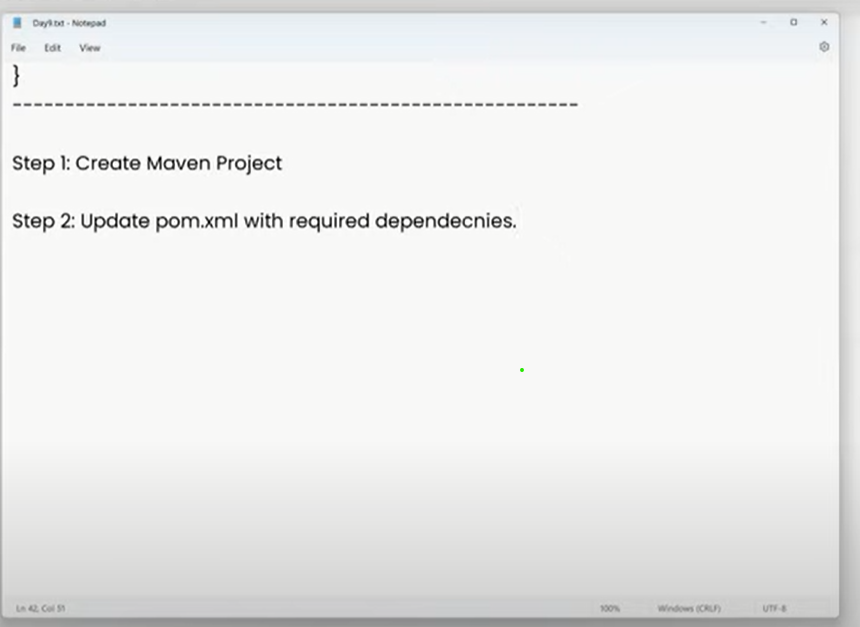 Day9.txt - Notepad
File Edit View
}
------------------------------------------------------
Step 1: Create Maven Project
Step 2: Update pom.xml with required dependecnies.
Ln 42, Col 51 100% Windows (CRLF) UTF-8